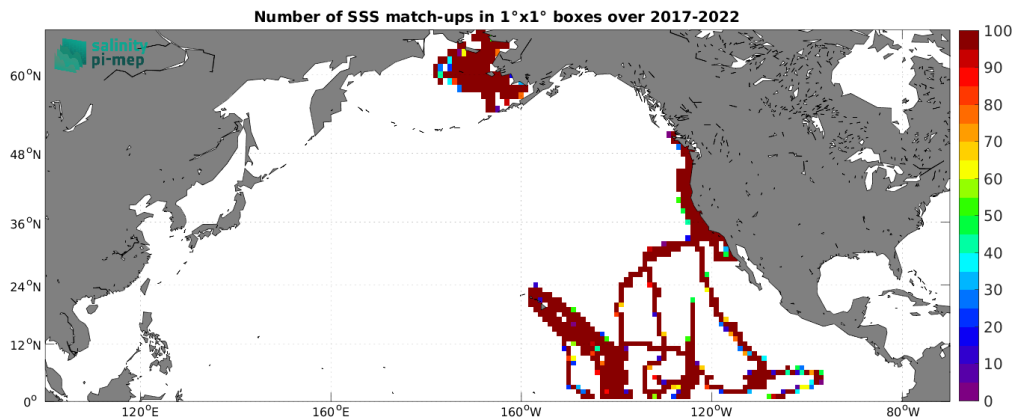 Number of SSS match-ups in 1°x1° boxes over 2017-2022
salinity
pi-mep
60°N
48°N
36°N
24°N
12°N
0°
120°E
160°E
160°W
120°W
80°W
100
90
80
70
60
50
40
30
20
10
0